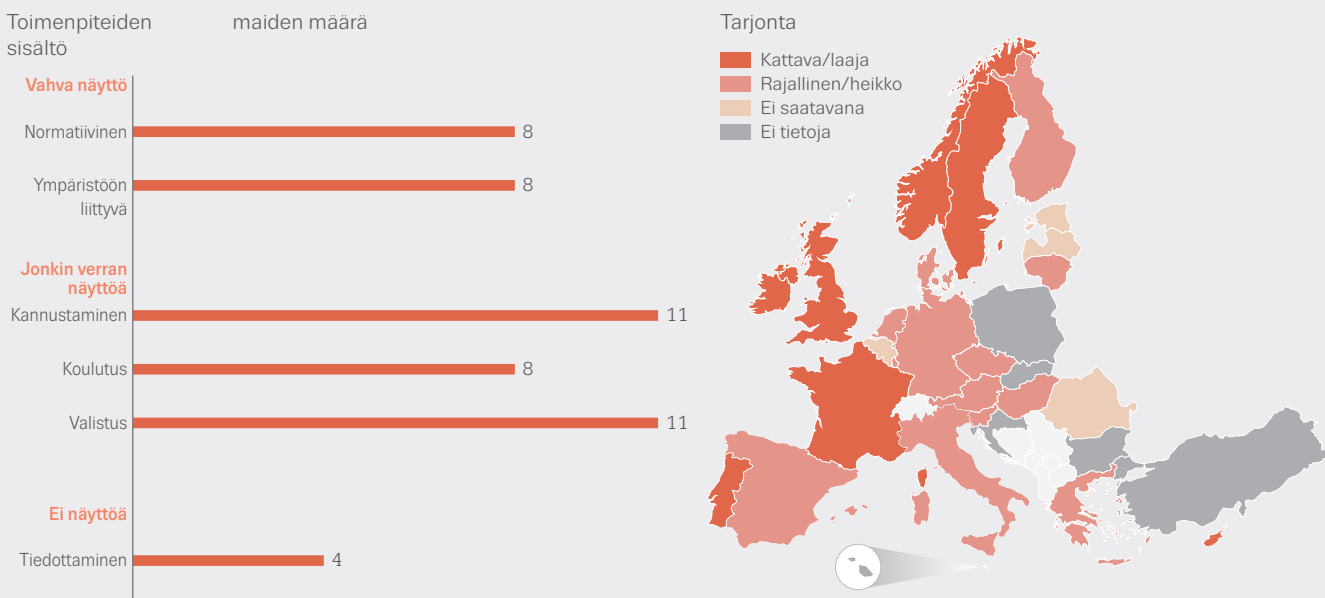 Toimenpiteiden
sisältö
maiden määrä
Vahva näyttö
Normatiivinen
8
Ympäristöön
liittyvä
8
Jonkin verran
näyttöä
Kannustaminen
11
Koulutus
8
Valistus
11
Ei näyttöä
Tiedottaminen
4
Tarjonta
Kattava/laaja
Rajallinen/heikko
Ei saatavana
Ei tietoja